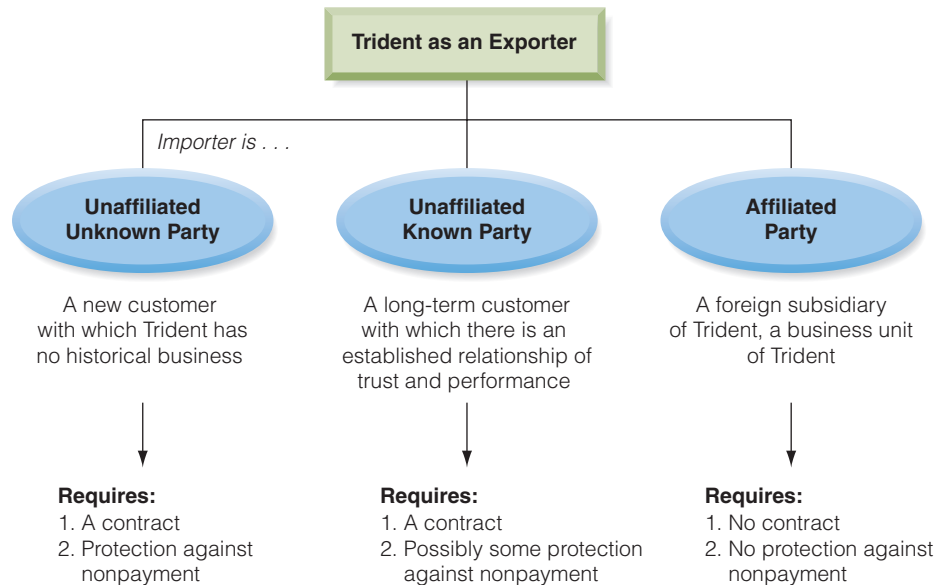 Trident as an Exporter
Importer is . . .
Unaffiliated
Unknown Party
A new customer
with which Trident has
no historical business
Requires:
1. A contract
2. Protection against
nonpayment
Unaffiliated
Known Party
A long-term customer
with which there is an
established relationship of
trust and performance
Requires:
1. A contract
2. Possibly some protection
against nonpayment
Affiliated
Party
A foreign subsidiary
of Trident, a business unit
of Trident
Requires:
1. No contract
2. No protection against
nonpayment